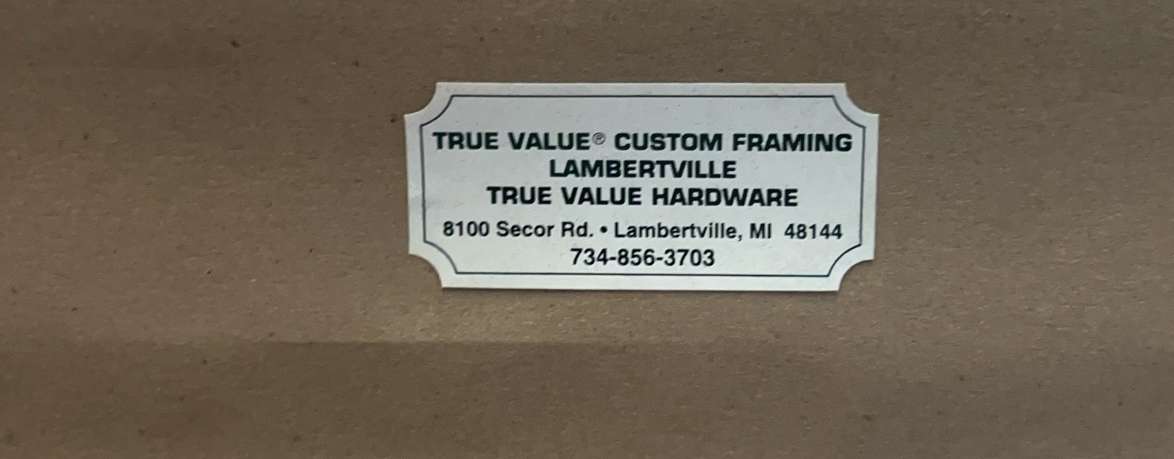 TRUE VALUE® CUSTOM FRAMING
LAMBERTVILLE
TRUE VALUE HARDWARE
8100 Secor Rd. • Lambertville, MI 48144
734-856-3703